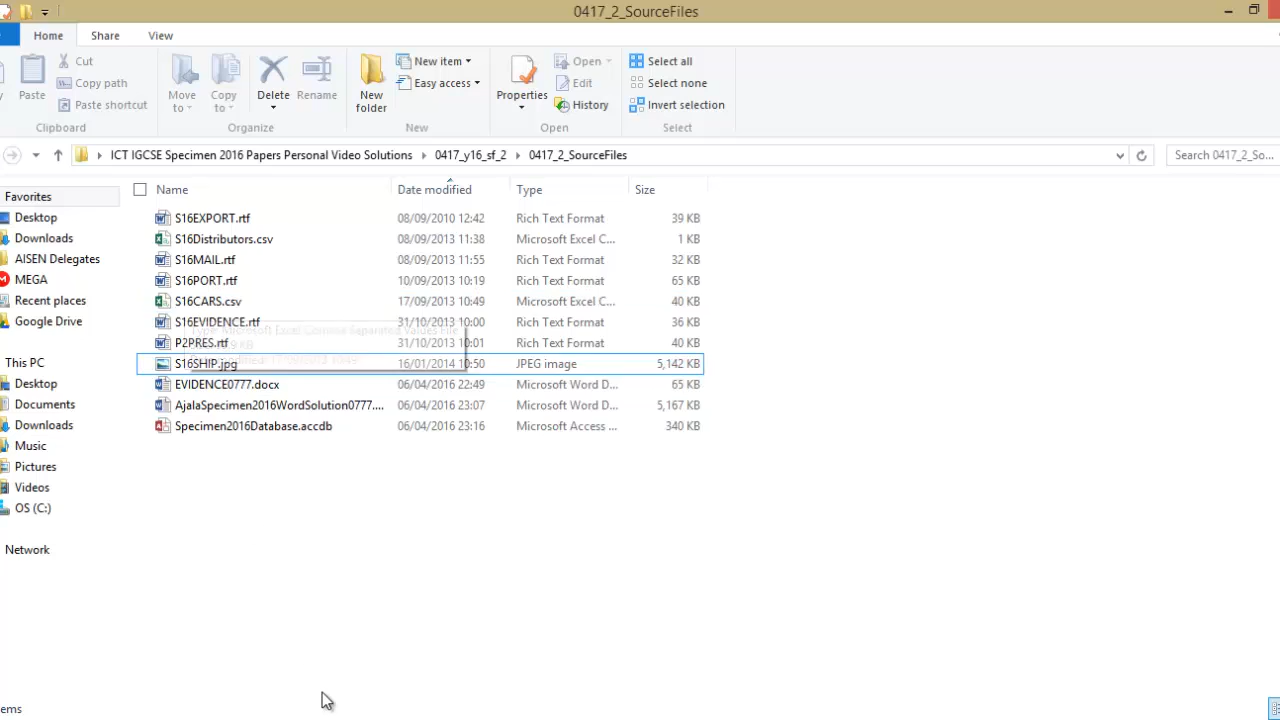 0417_2_SourceFiles
Home Share View
Cut
Copy path
Paste shortcut
Paste
Clipboard
Move to
Copy to
Delete
Rename
Organize
New folder
New item
Easy access
New
Properties
Open
Edit
History
Open
Select all
Select none
Invert selection
Select
ICT IGCSE Specimen 2016 Papers Personal Video Solutions 0417_y16_sf_2 0417_2_SourceFiles
Search 0417_2_So...
Favorites
Desktop
Downloads
AISEN Delegates
MEGA
Recent places
Google Drive
This PC
Desktop
Documents
Downloads
Music
Pictures
Videos
OS (C:)
Network
Name Date modified Type Size
S16EXPORT.rtf 08/09/2010 12:42 Rich Text Format 39 KB
S16Distributors.csv 08/09/2013 11:38 Microsoft Excel C... 1 KB
S16MAIL.rtf 08/09/2013 11:55 Rich Text Format 32 KB
S16PORT.rtf 10/09/2013 10:19 Rich Text Format 65 KB
S16CARS.csv 17/09/2013 10:49 Microsoft Excel C... 40 KB
S16EVIDENCE.rtf 31/10/2013 10:00 Rich Text Format 36 KB
Type: Microsoft Excel Comma Separated Values File
P2PRES.rtf 31/10/2013 10:01 Rich Text Format 40 KB
S16SHIP.jpg 16/01/2014 10:50 JPEG image 5,142 KB
EVIDENCE0777.docx 06/04/2016 22:49 Microsoft Word D... 65 KB
AjalaSpecimen2016WordSolution0777.... 06/04/2016 23:07 Microsoft Word D... 5,167 KB
Specimen2016Database.accdb 06/04/2016 23:16 Microsoft Access ... 340 KB
ems